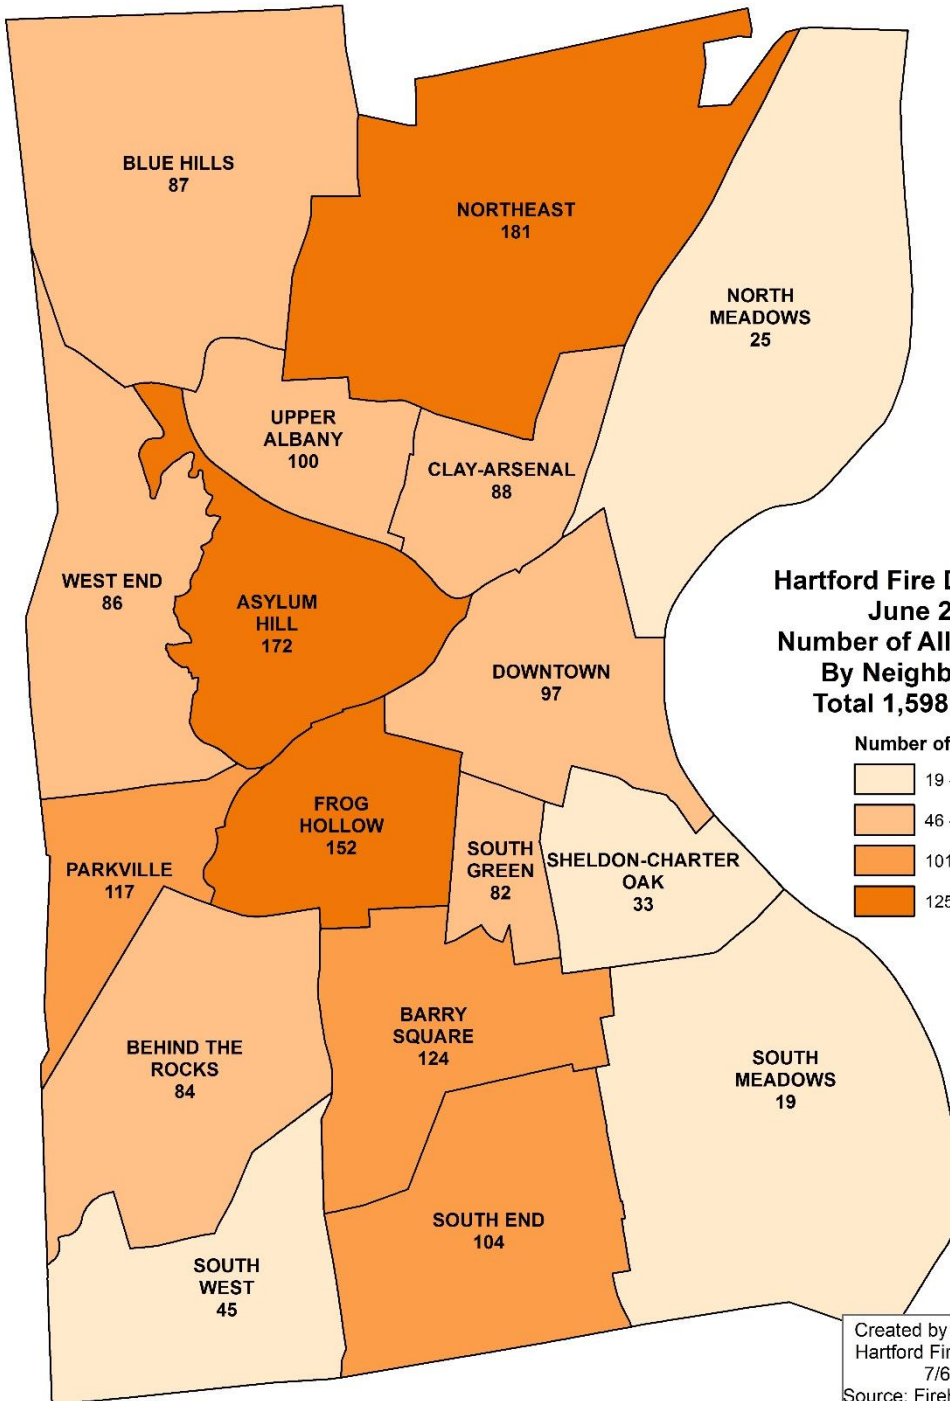 BLUE HILLS
87
NORTHEAST
181
NORTH
MEADOWS
25
UPPER
ALBANY
100
CLAY-ARSENAL
88
WEST END
86
ASYLUM
HILL
172
DOWNTOWN
97
Hartford Fire
June
Number of All
By
Total 1,598
Number of
19
46
101
125
FROG
HOLLOW
152
PARKVILLE
117
SOUTH
GREEN
82
SHELDON-CHARTER
OAK
33
BARRY
SQUARE
124
BEHIND THE
ROCKS
84
SOUTH
MEADOWS
19
SOUTH END
104
SOUTH
WEST
45
Created by
Hartford
7/6
Source: